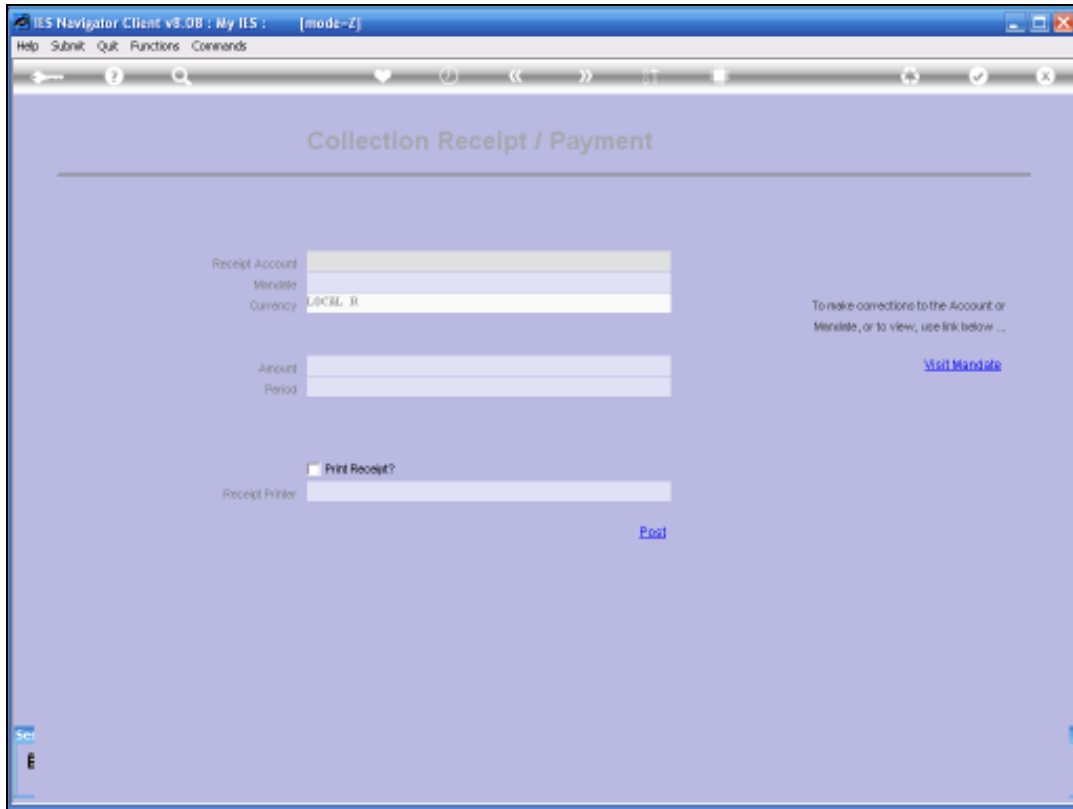 IES Navigator Client v8.08 : My IES : [mode=Z]
Help Submit Quit Functions Commands
Collection Receipt / Payment
Receipt Account
Mandate
Currency LOCAL R
To make corrections to the Account or
Mandate, or to view, use link below ...
Visit Mandate
Amount
Period
Print Receipt?
Receipt Printer
Post
Se